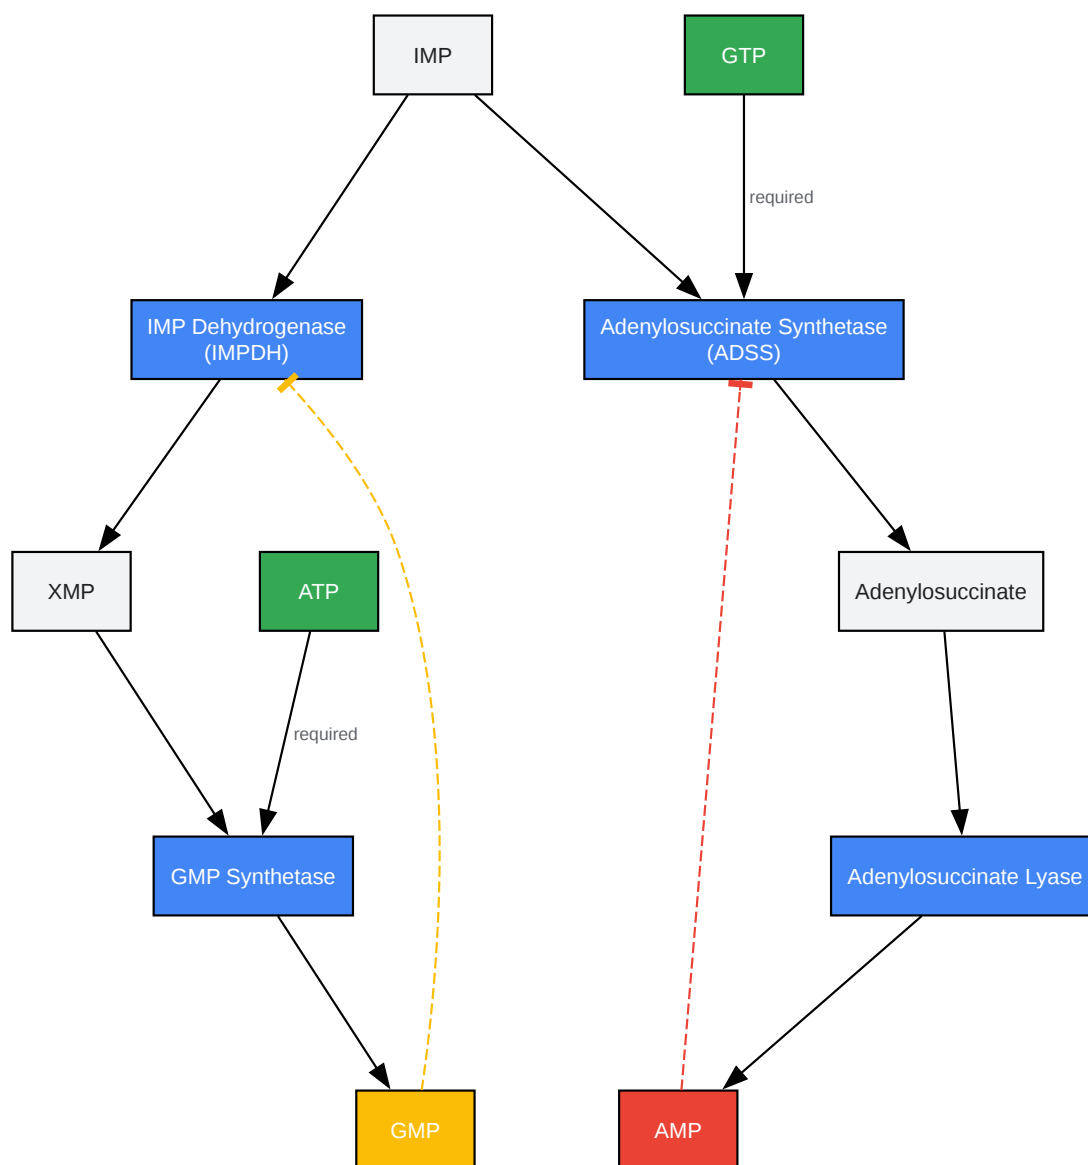 IMP
GTP
required
IMP Dehydrogenase
(IMPDH)
Adenylosuccinate Synthetase
(ADSS)
XMP
ATP
Adenylosuccinate
required
GMP Synthetase
Adenylosuccinate Lyase
GMP
AMP